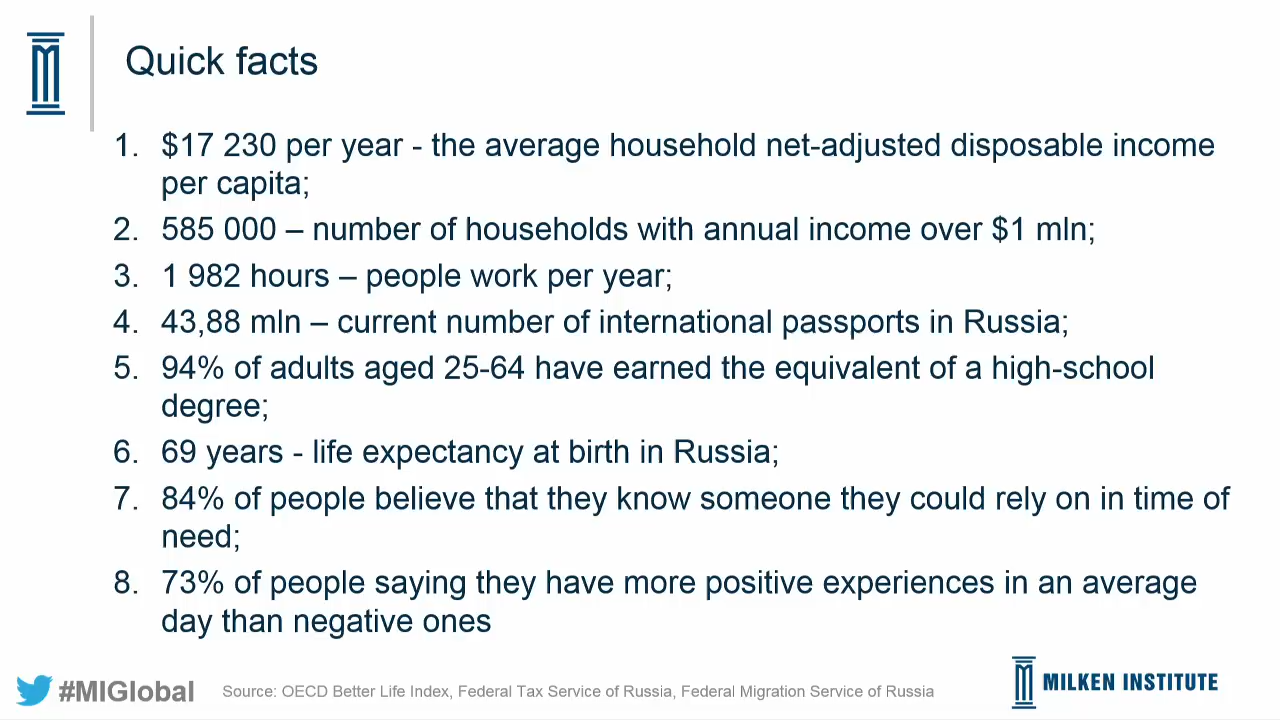 Quick facts
1. $17 230 per year - the average household net-adjusted disposable income
per capita;
2. 585 000 – number of households with annual income over $1 mln;
3. 1 982 hours – people work per year;
4. 43,88 mln – current number of international passports in Russia;
5. 94% of adults aged 25-64 have earned the equivalent of a high-school
degree;
6. 69 years - life expectancy at birth in Russia;
7. 84% of people believe that they know someone they could rely on in time of
need;
8. 73% of people saying they have more positive experiences in an average
day than negative ones
#MIGlobal
Source: OECD Better Life Index, Federal Tax Service of Russia, Federal Migration Service of Russia
MILKEN INSTITUTE